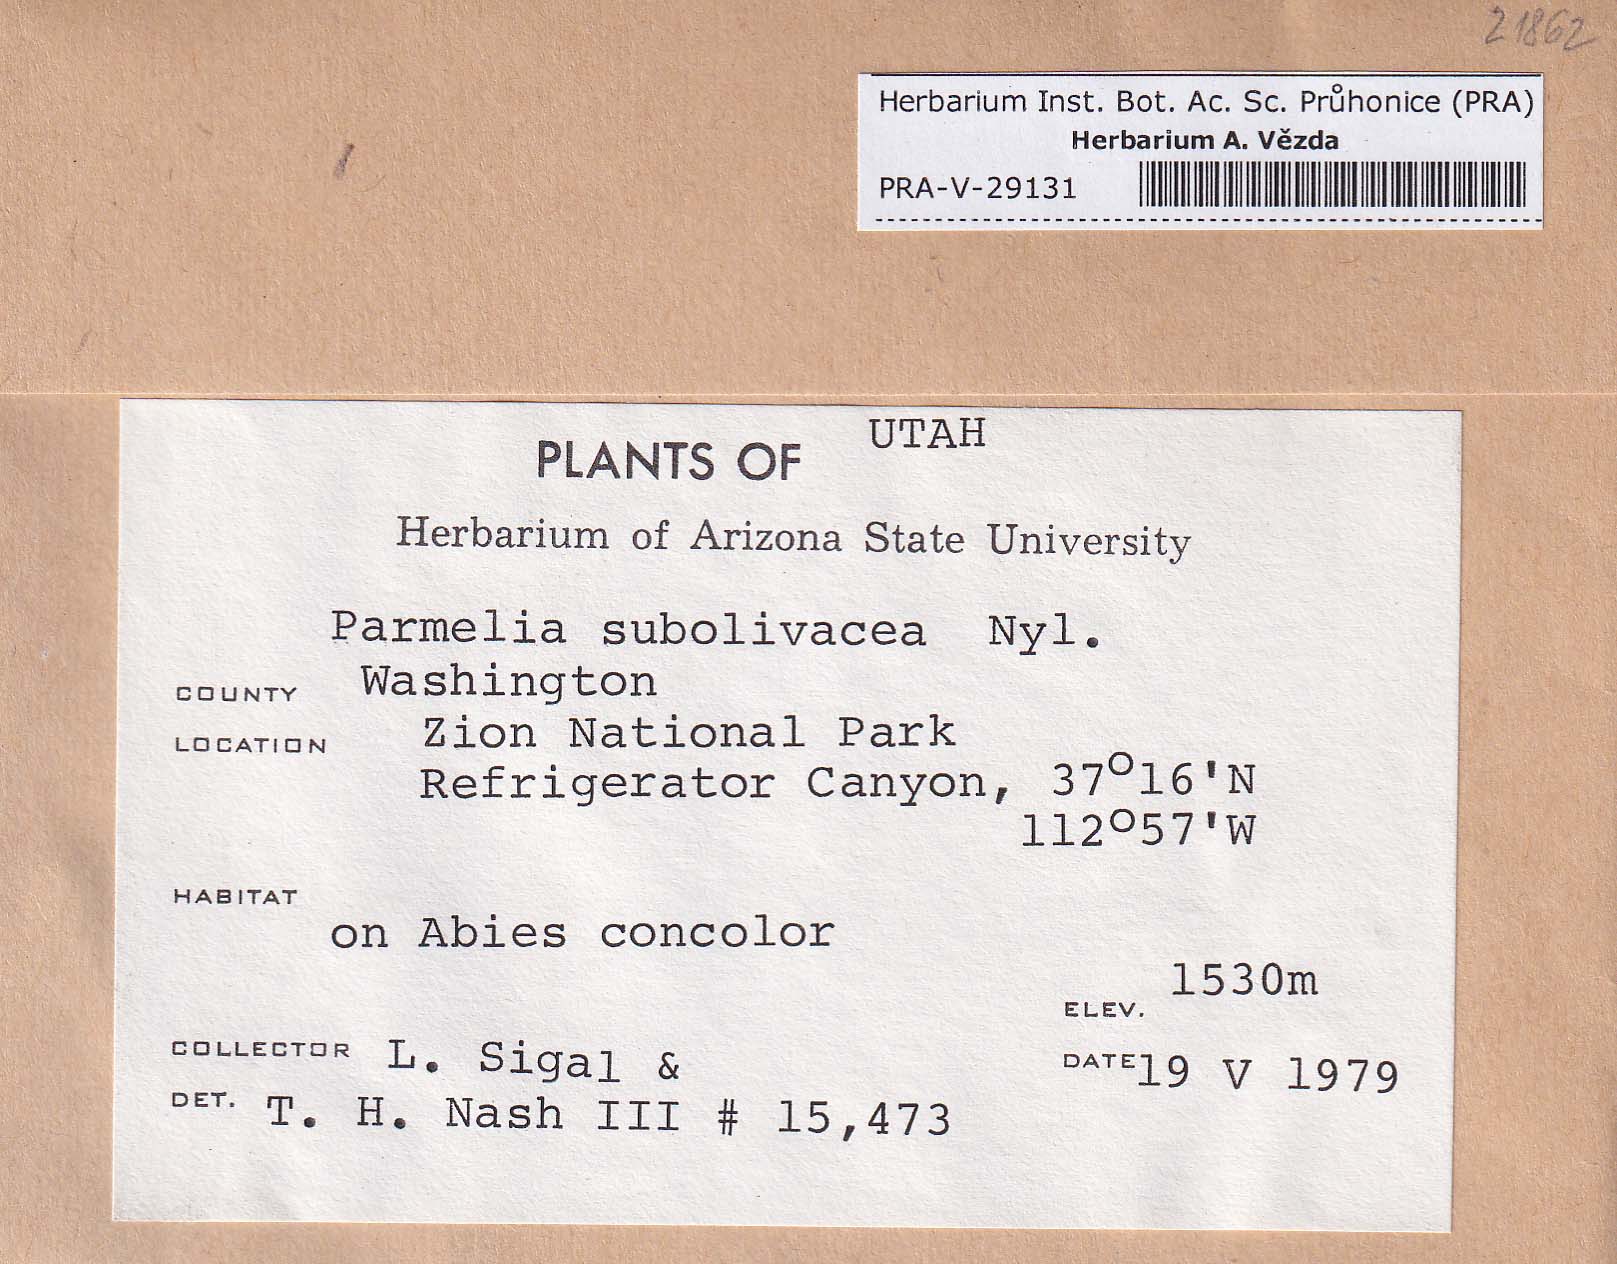 21862
Herbarium Inst. Bot. Ac. Sc. Průhonice (PRA)
Herbarium A. Vězda
PRA-V-29131
PLANTS OF UTAH
Herbarium of Arizona State University
Parmelia subolivacea Nyl.
COUNTY Washington
LOCATION Zion National Park
Refrigerator Canyon, 37°16'N
112°57'W
HABITAT
on Abies concolor
ELEV. 1530m
COLLECTOR L. Sigal &
DATE 19 V 1979
DET. T. H. Nash III # 15,473